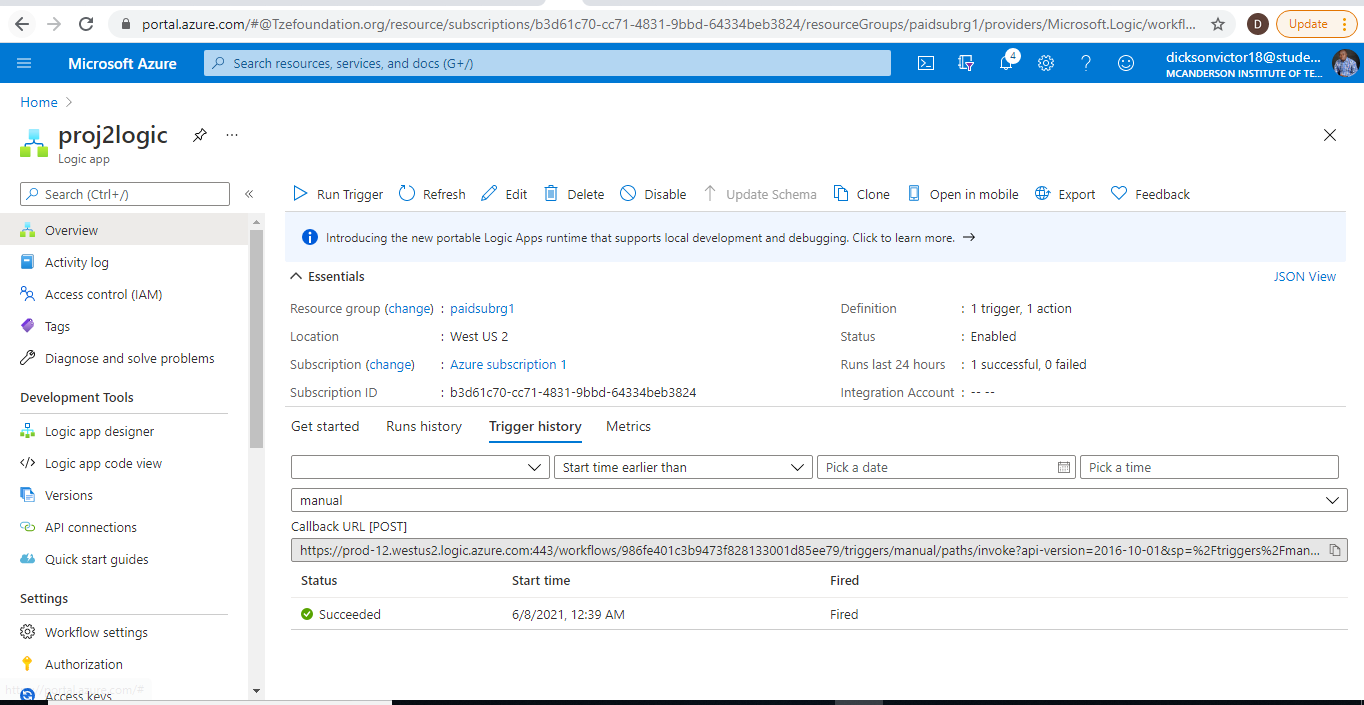 portal.azure.com/#@Tzefoundation.org/resource/subscriptions/b3d61c70-cc71-4831-9bbd-64334beb3824/resourceGroups/paidsubrg1/providers/Microsoft.Logic/workfl...
D
Update
Microsoft Azure
Search resources, services, and docs (G+/)
4
dicksonvictor18@stude...
MCANDERSON INSTITUTE OF TE...
Home
proj2logic
...
Logic app
Search (Ctrl+/)
«
Run Trigger
Refresh
Edit
Delete
Disable
Update Schema
Clone
Open in mobile
Export
Feedback
Overview
Activity log
Access control (IAM)
Tags
Diagnose and solve problems
Development Tools
Logic app designer
Logic app code view
Versions
API connections
Quick start guides
Settings
Workflow settings
Authorization
Access keys
Introducing the new portable Logic Apps runtime that supports local development and debugging. Click to learn more. →
Essentials
JSON View
Resource group (change) : paidsubrg1
Location : West US 2
Subscription (change) : Azure subscription 1
Subscription ID : b3d61c70-cc71-4831-9bbd-64334beb3824
Definition : 1 trigger, 1 action
Status : Enabled
Runs last 24 hours : 1 successful, 0 failed
Integration Account : -- --
Get started
Runs history
Trigger history
Metrics
Start time earlier than
Pick a date
Pick a time
manual
Callback URL [POST]
https://prod-12.westus2.logic.azure.com:443/workflows/986fe401c3b9473f828133001d85ee79/triggers/manual/paths/invoke?api-version=2016-10-01&sp=%2Ftriggers%2Fman...
Status Start time Fired
Succeeded 6/8/2021, 12:39 AM Fired